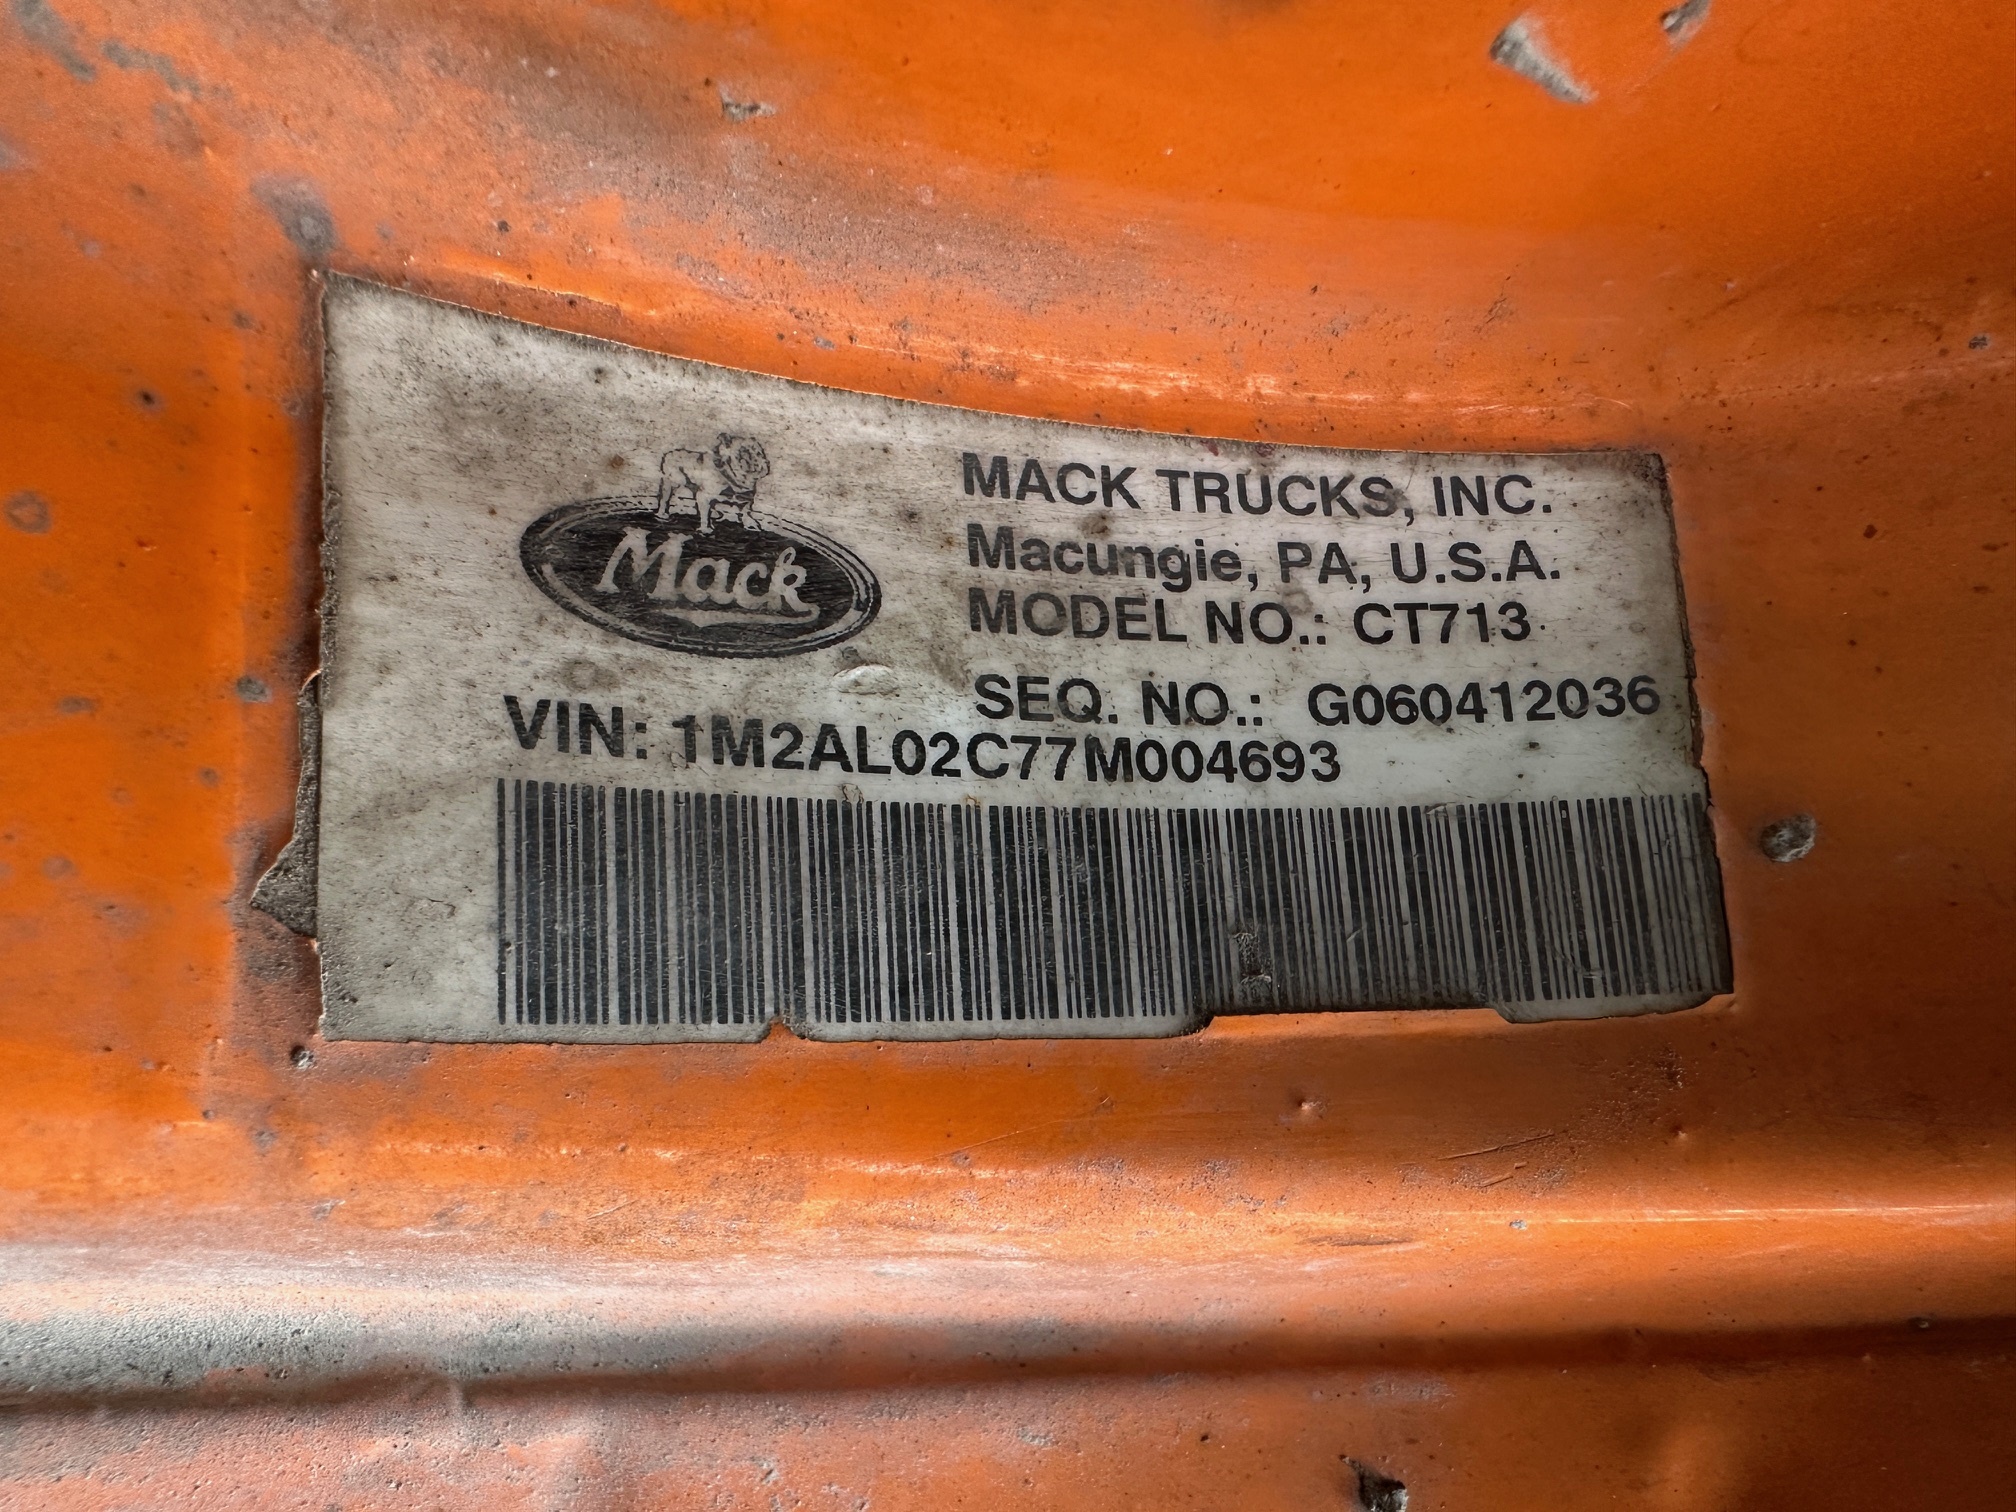 Mack
MACK TRUCKS, INC.
Macungie, PA, U.S.A.
MODEL NO.: CT713
SEQ. NO.: G060412036
VIN: 1M2AL02C77M004693